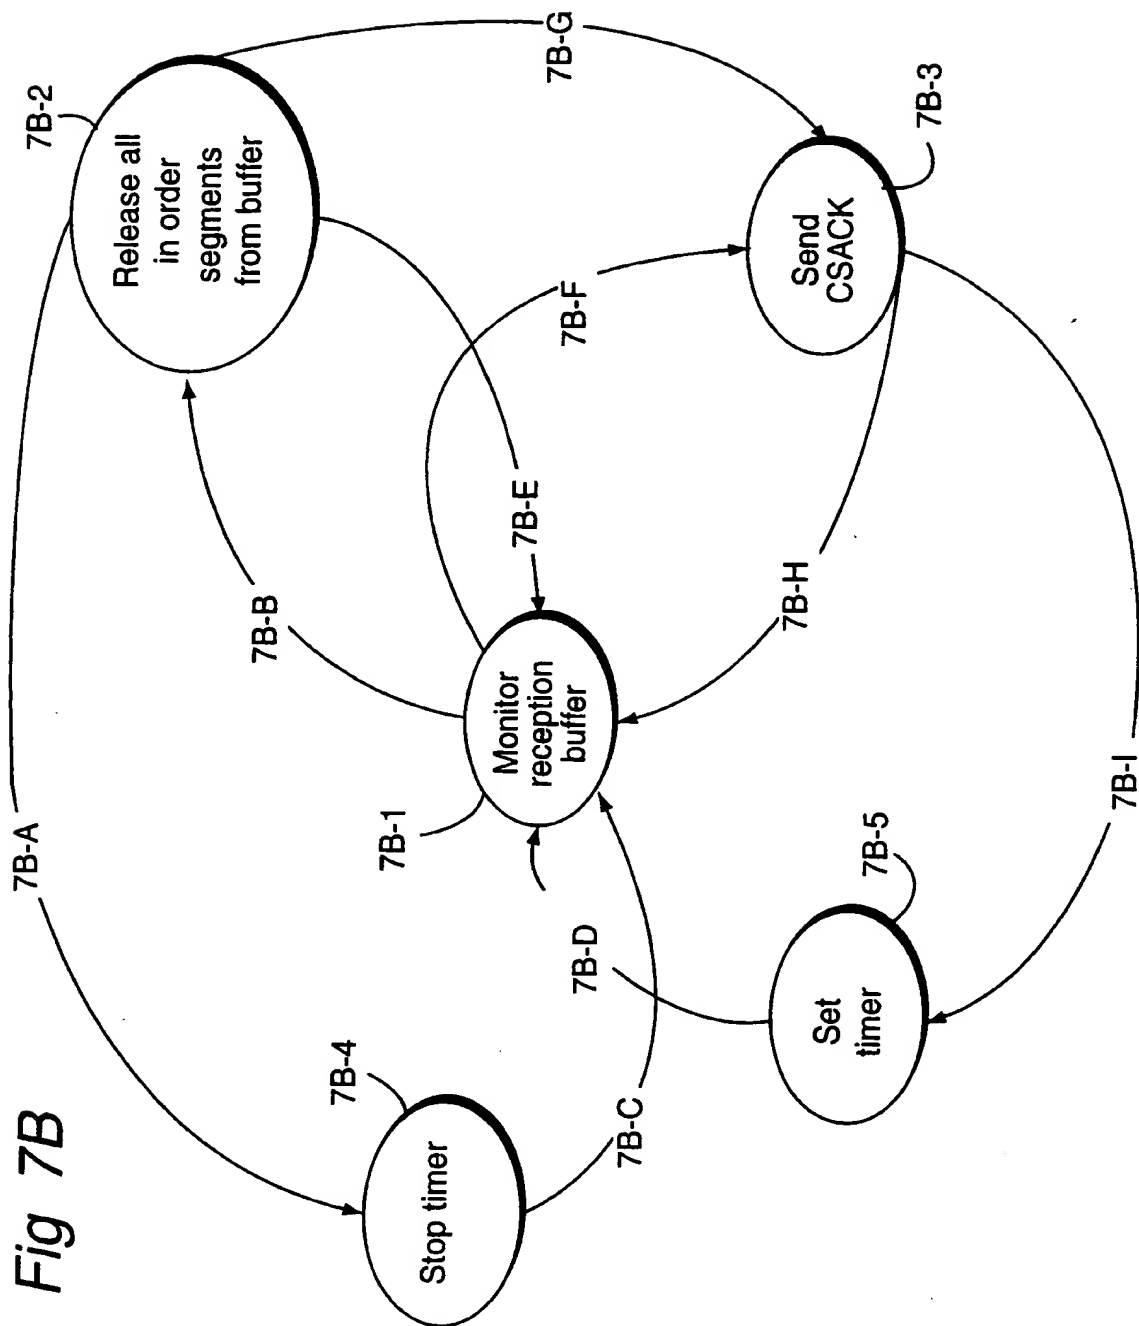 Fig 7B
7B-A
7B-2
Release all
in order
segments
from buffer
7B-G
7B-B
7B-E
7B-F
7B-4
Stop timer
7B-C
7B-1
Monitor
reception
buffer
7B-D
7B-H
Send
CSACK
7B-3
7B-5
Set
timer
7B-I